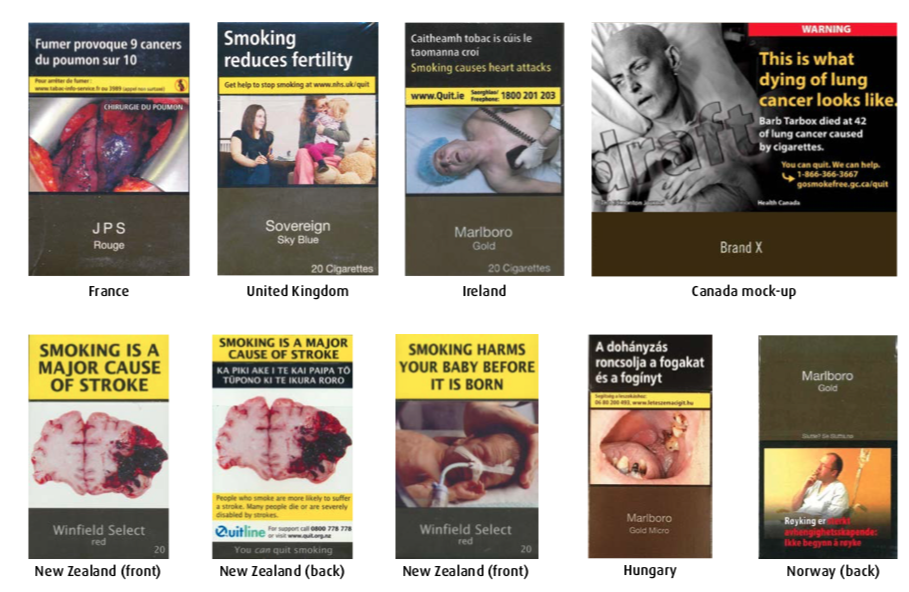 Fumer provoque 9 cancers
du poumon sur 10
Pour arrêter de fumer :
www.tabac-info-service.fr ou 3989 (appel non surtaxé)
CHIRURGIE DU POUMON
JPS
Rouge
France
Smoking
reduces fertility
Get help to stop smoking at www.nhs.uk/quit
Sovereign
Sky Blue
20 Cigarettes
United Kingdom
Caitheamh tobac is cúis le
taomanna croí
Smoking causes heart attacks
www.Quit.ie Saorghlao/ Freephone: 1800 201 203
Marlboro
Gold
20 Cigarettes
Ireland
WARNING
This is what
dying of lung
cancer looks like.
Barb Tarbox died at 42
of lung cancer caused
by cigarettes.
You can quit. We can help.
1-866-366-3667
gosmokefree.gc.ca/quit
draft
Health Canada
Brand X
Canada mock-up
SMOKING IS A
MAJOR CAUSE
OF STROKE
Winfield Select
red
20
New Zealand (front)
SMOKING IS A MAJOR
CAUSE OF STROKE
KA PIKI AKE I TE KAI PAIPA TŌ
TŪPONO KI TE IKURA RORO
People who smoke are more likely to suffer
a stroke. Many people die or are severely
disabled by strokes.
Quitline For support call 0800 778 778
or visit www.quit.org.nz
You can quit smoking
New Zealand (back)
SMOKING HARMS
YOUR BABY BEFORE
IT IS BORN
Winfield Select
red
20
New Zealand (front)
A dohányzás
roncsolja a fogakat
és a fogínyt
Segítség a leszokáshoz:
06 80 200 493, www.leteszemacigit.hu
Marlboro
Gold Micro
Hungary
Marlboro
Gold
Røyking er sterkt
avhengighetsskapende:
Ikke begynn å røyke
Norway (back)